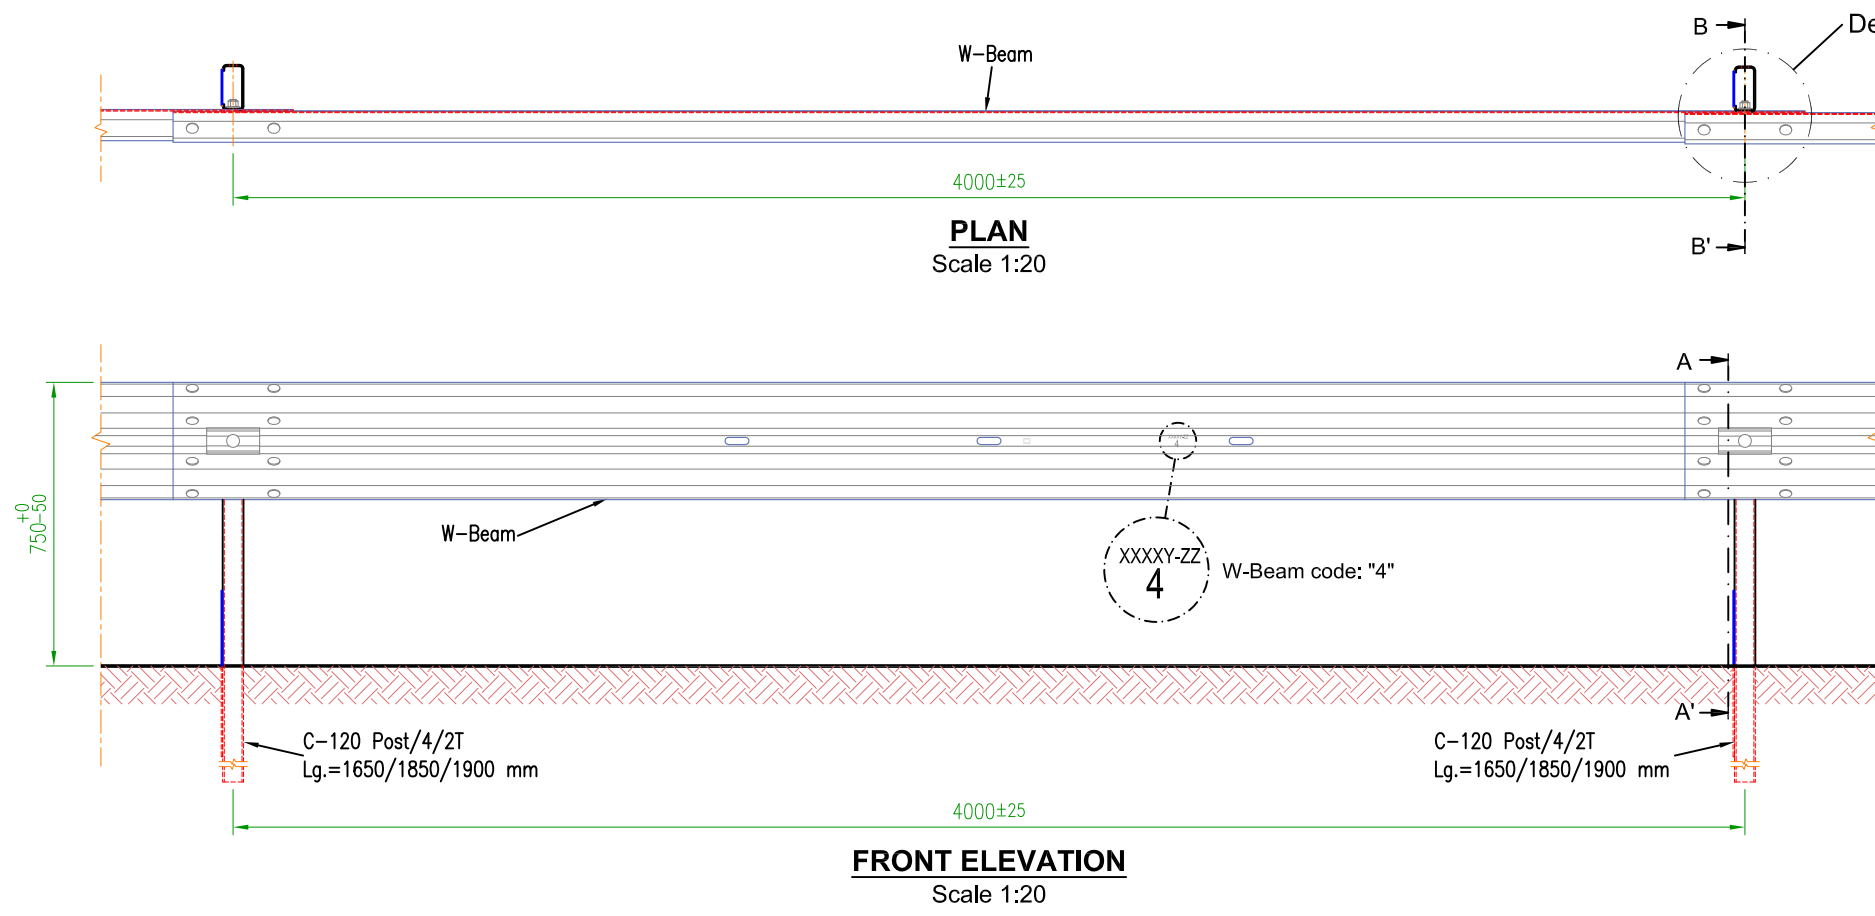 B
De
W-Beam
4000±25
PLAN
Scale 1:20
B'
A
750+0-50
W-Beam
XXXXY-ZZ
4
W-Beam code: "4"
A'
C-120 Post/4/2T
Lg.=1650/1850/1900 mm
C-120 Post/4/2T
Lg.=1650/1850/1900 mm
4000±25
FRONT ELEVATION
Scale 1:20